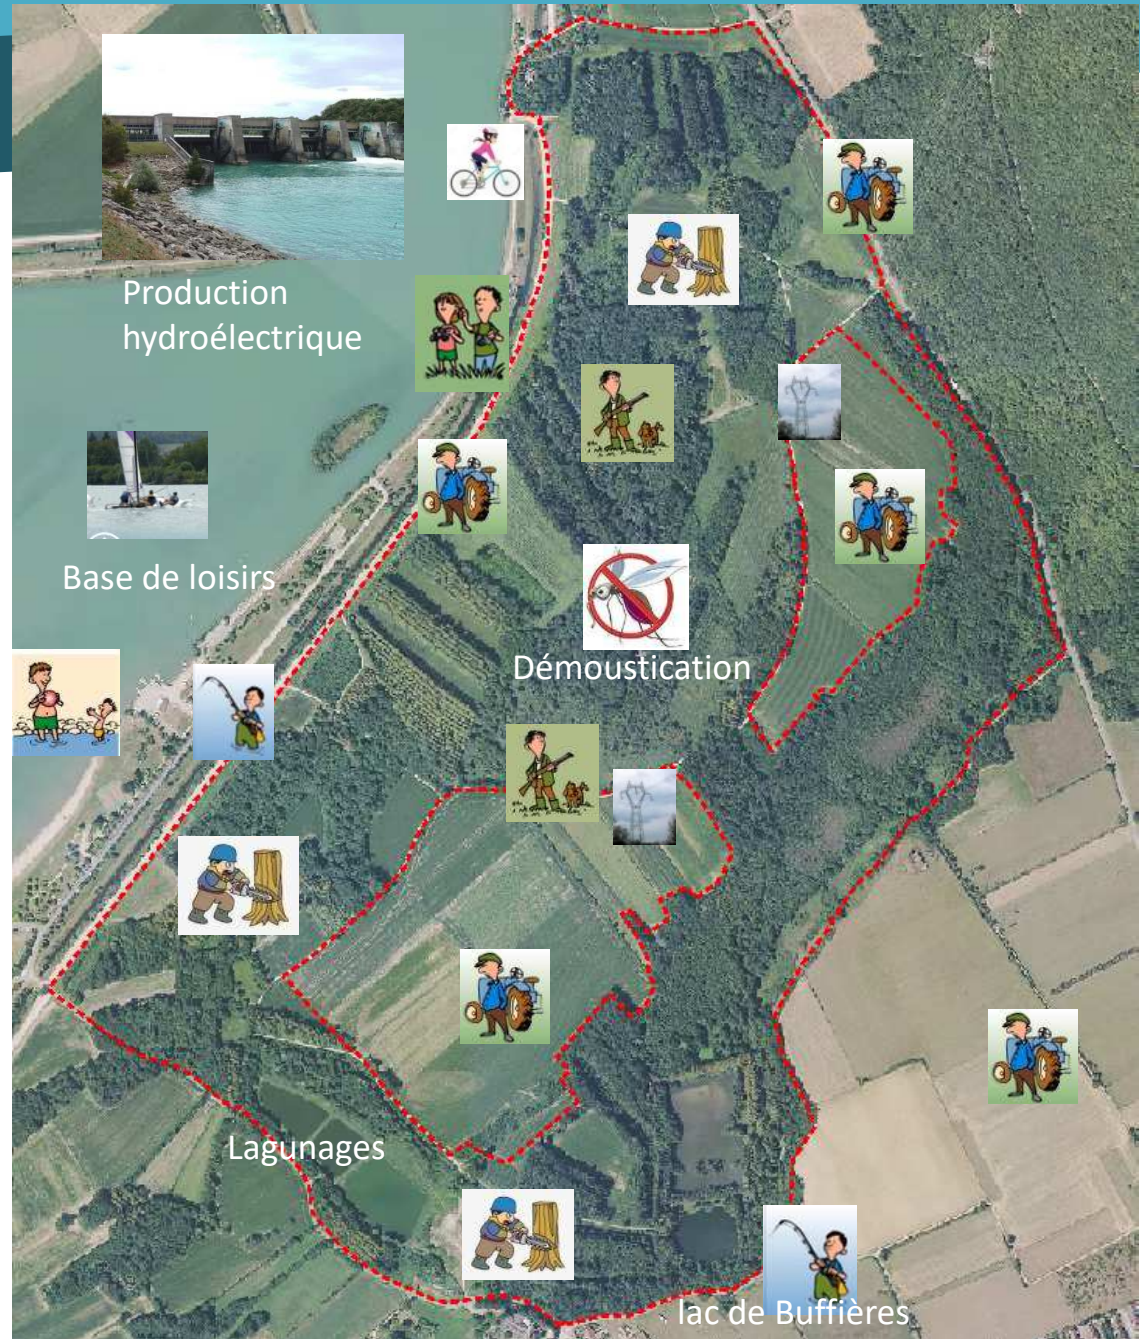 Production
hydroélectrique
Base de loisirs
Démoustication
Lagunages
lac de Buffières